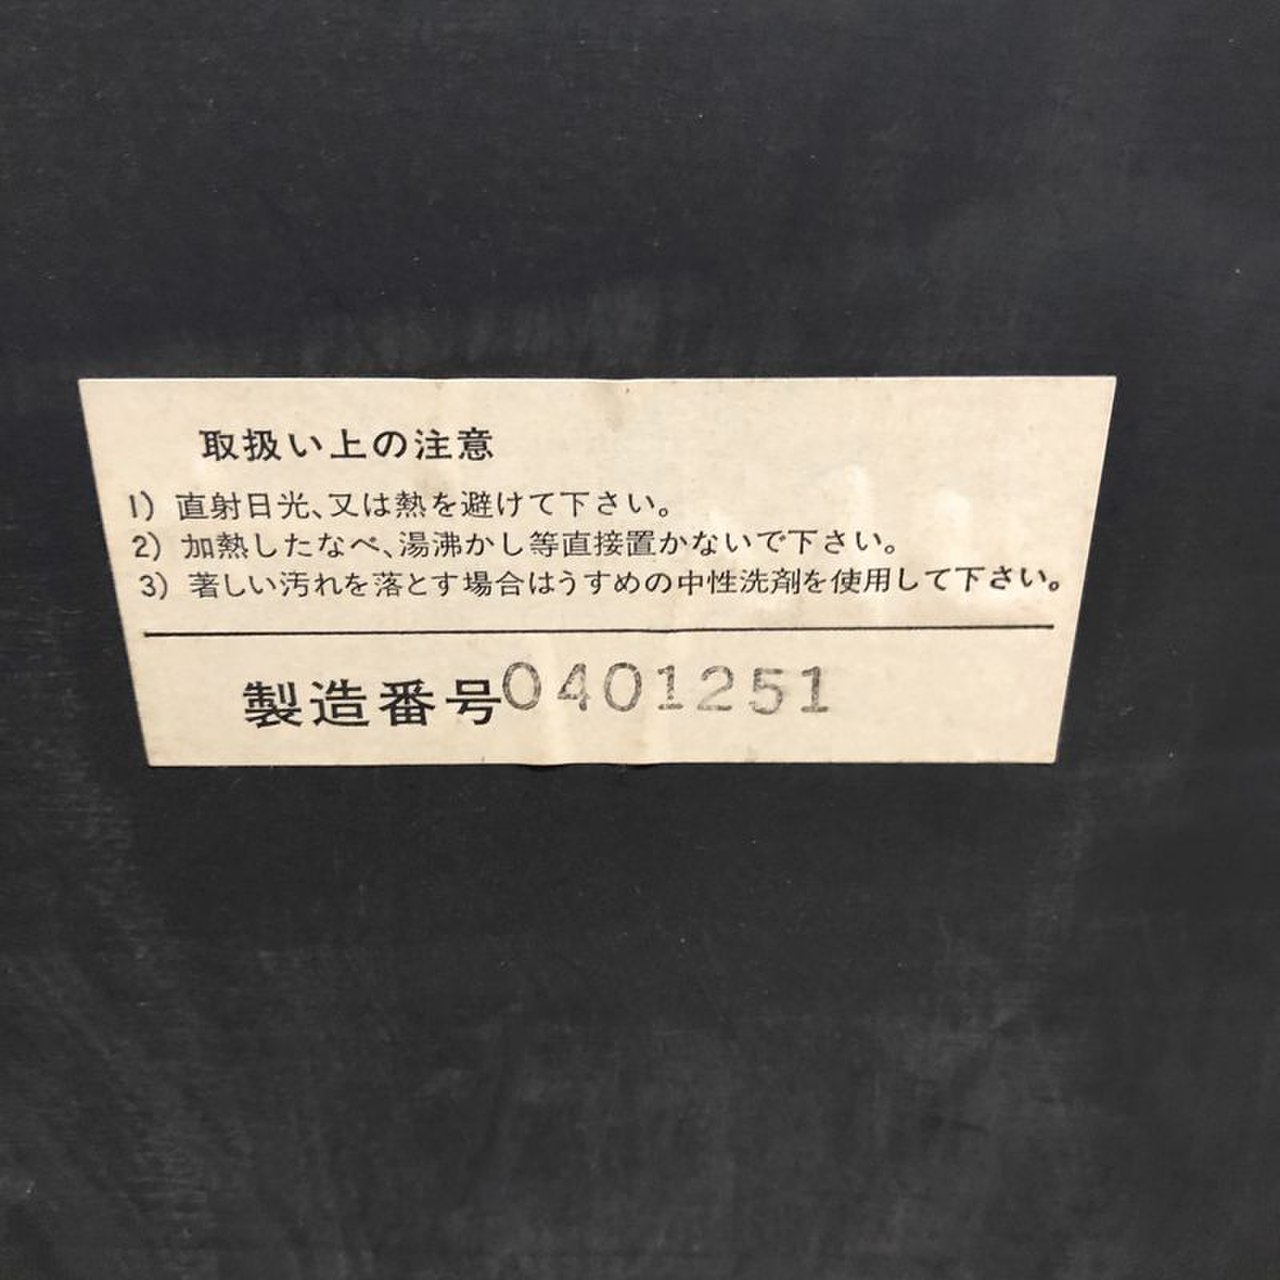 取扱い上の注意
1) 直射日光、又は熱を避けて下さい。
2) 加熱したなべ、湯沸かし等直接置かないで下さい。
3) 著しい汚れを落とす場合はうすめの中性洗剤を使用して下さい。
製造番号0401251